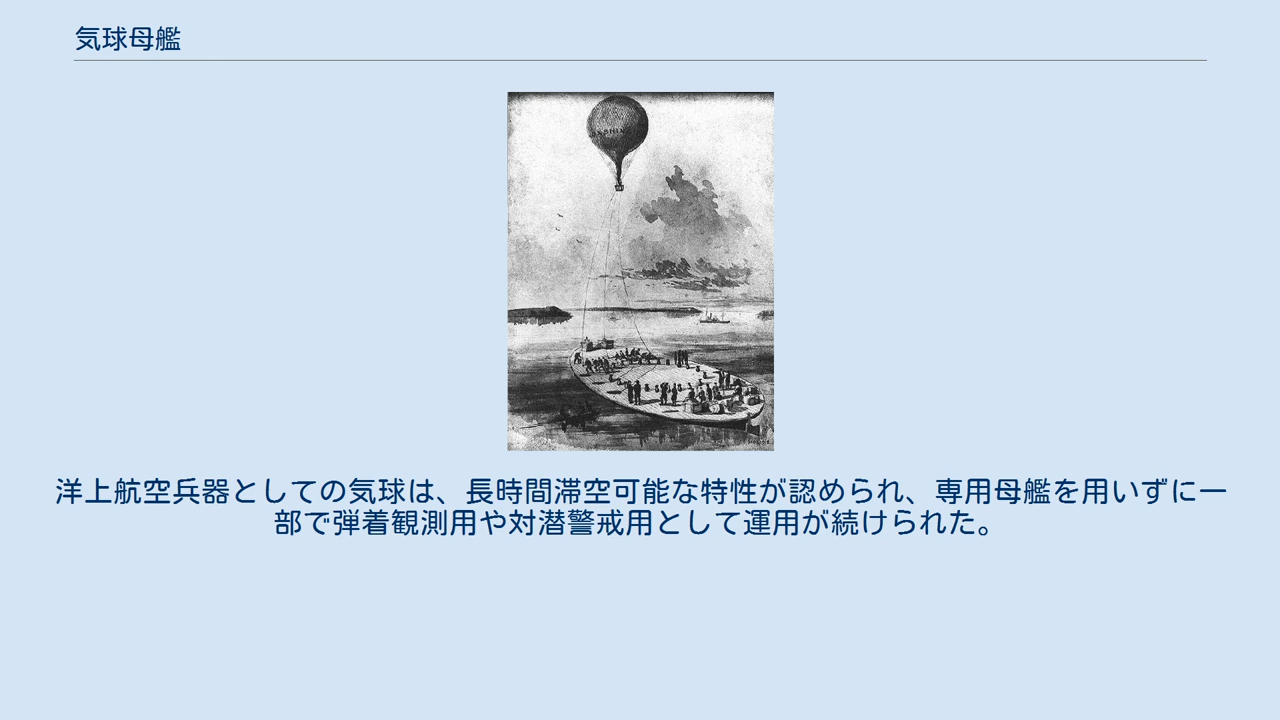 気球母艦
洋上航空兵器としての気球は、長時間滞空可能な特性が認められ、専用母艦を用いずに一
部で弾着観測用や対潜警戒用として運用が続けられた。